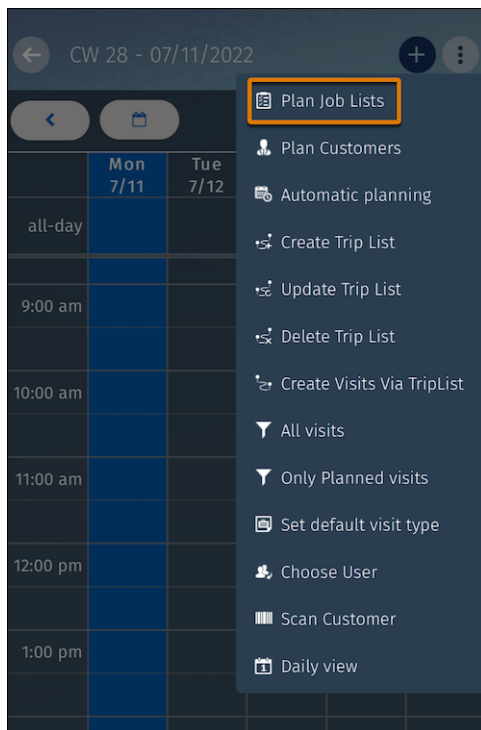 CW 28 - 07/11/2022
Plan Job Lists
Plan Customers
Automatic planning
Create Trip List
Update Trip List
Delete Trip List
Create Visits Via TripList
All visits
Only Planned visits
Set default visit type
Choose User
Scan Customer
Daily view
Mon Tue
7/11 7/12
all-day
9:00 am
10:00 am
11:00 am
12:00 pm
1:00 pm